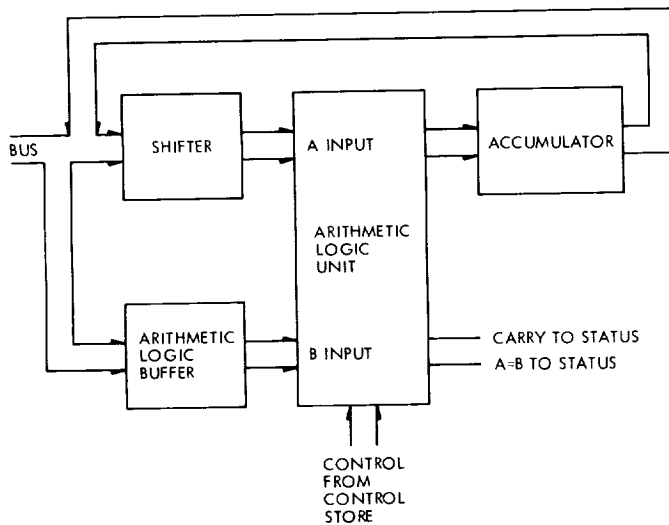 BUS
SHIFTER
A INPUT
ACCUMULATOR
ARITHMETIC
LOGIC
UNIT
ARITHMETIC
LOGIC
BUFFER
B INPUT
CARRY TO STATUS
A=B TO STATUS
CONTROL
FROM
CONTROL
STORE